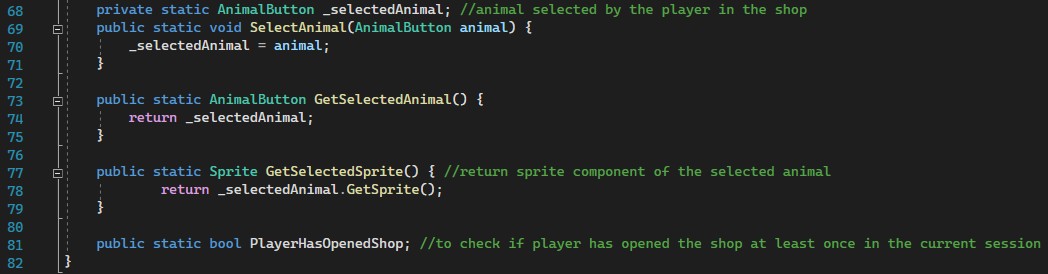 68 private static AnimalButton _selectedAnimal; //animal selected by the player in the shop
69 public static void SelectAnimal(AnimalButton animal) {
70 _selectedAnimal = animal;
71 }
72
73 public static AnimalButton GetSelectedAnimal() {
74 return _selectedAnimal;
75 }
76
77 public static Sprite GetSelectedSprite() { //return sprite component of the selected animal
78 return _selectedAnimal.GetSprite();
79 }
80
81 public static bool PlayerHasOpenedShop; //to check if player has opened the shop at least once in the current session
82 }